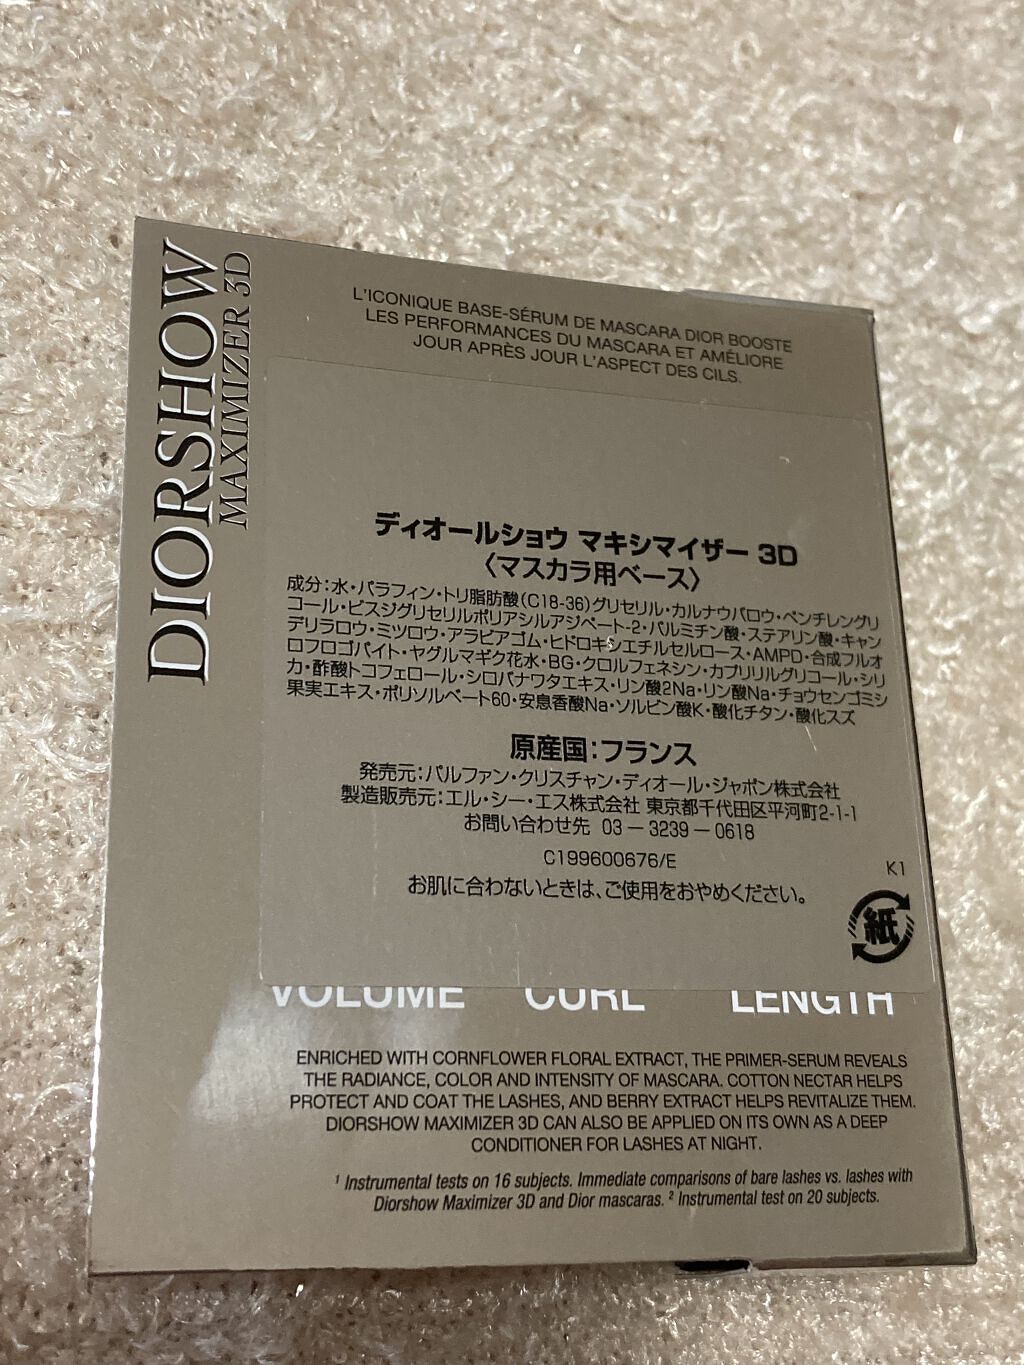 DIORSHOW
MAXIMIZER 3D
L'ICONIQUE BASE-SÉRUM DE MASCARA DIOR BOOSTE
LES PERFORMANCES DU MASCARA ET AMÉLIORE
JOUR APRÈS JOUR L'ASPECT DES CILS.
ディオールショウ マキシマイザー 3D
〈マスカラ用ベース〉
成分:水・パラフィン・トリ脂肪酸(C18-36)グリセリル・カルナウバロウ・ペンチレングリ
コール・ビスジグリセリルポリアシルアジペート-2・パルミチン酸・ステアリン酸・キャン
デリラロウ・ミツロウ・アラビアゴム・ヒドロキシエチルセルロース・AMPD・合成フルオ
ロフロゴパイト・ヤグルマギク花水・BG・クロルフェネシン・カプリリルグリコール・シリ
カ・酢酸トコフェロール・シロバナワタエキス・リン酸2Na・リン酸Na・チョウセンゴミシ
果実エキス・ポリソルベート60・安息香酸Na・ソルビン酸K・酸化チタン・酸化スズ
原産国:フランス
発売元:パルファン・クリスチャン・ディオール・ジャポン株式会社
製造販売元:エル・シー・エス株式会社 東京都千代田区平河町2-1-1
お問い合わせ先 03-3239-0618
C199600676/E
K1
お肌に合わないときは、ご使用をおやめください。
紙
VOLUME CURL LENGTH
ENRICHED WITH CORNFLOWER FLORAL EXTRACT, THE PRIMER-SERUM REVEALS
THE RADIANCE, COLOR AND INTENSITY OF MASCARA. COTTON NECTAR HELPS
PROTECT AND COAT THE LASHES, AND BERRY EXTRACT HELPS REVITALIZE THEM.
DIORSHOW MAXIMIZER 3D CAN ALSO BE APPLIED ON ITS OWN AS A DEEP
CONDITIONER FOR LASHES AT NIGHT.
¹ Instrumental tests on 16 subjects. Immediate comparisons of bare lashes vs. lashes with
Diorshow Maximizer 3D and Dior mascaras. ² Instrumental test on 20 subjects.